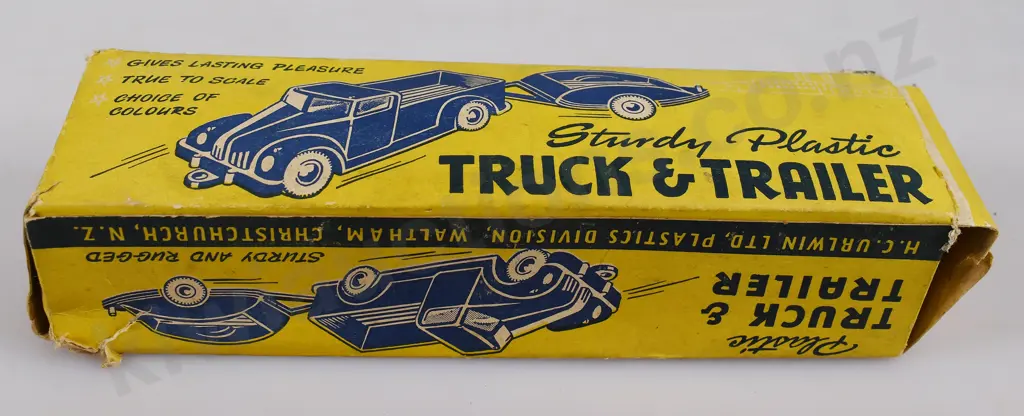 GIVES LASTING PLEASURE
TRUE TO SCALE
CHOICE OF
COLOURS
Sturdy Plastic
TRUCK & TRAILER
H.C. URLWIN LTD, PLASTICS DIVISION, WALTHAM, CHRISTCHURCH, N.Z.
Plastic
TRUCK &
TRAILER
STURDY AND RUGGED